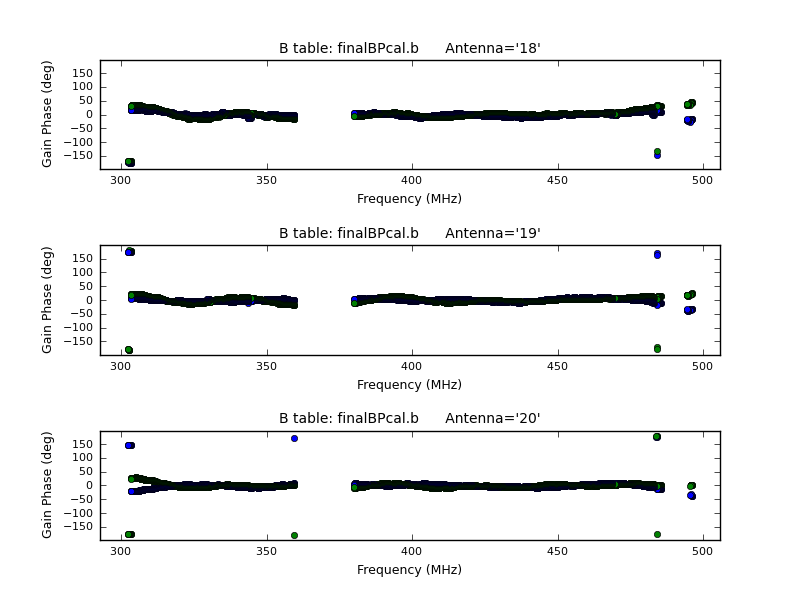 B table: finalBPcal.b Antenna='18'
Gain Phase (deg)
150
100
50
0
−50
−100
−150
300 350 400 450 500
Frequency (MHz)
B table: finalBPcal.b Antenna='19'
Gain Phase (deg)
150
100
50
0
−50
−100
−150
300 350 400 450 500
Frequency (MHz)
B table: finalBPcal.b Antenna='20'
Gain Phase (deg)
150
100
50
0
−50
−100
−150
300 350 400 450 500
Frequency (MHz)